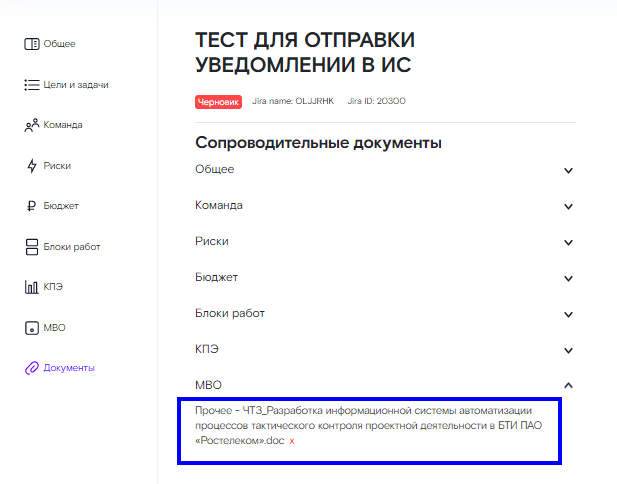 Общее
Цели и задачи
Команда
Риски
Бюджет
Блоки работ
КПЭ
МВО
Документы
ТЕСТ ДЛЯ ОТПРАВКИ
УВЕДОМЛЕНИИ В ИС
Черновик Jira name: OLJJRHK Jira ID: 20300
Сопроводительные документы
Общее
Команда
Риски
Бюджет
Блоки работ
КПЭ
МВО
Прочее - ЧТЗ_Разработка информационной системы автоматизации
процессов тактического контроля проектной деятельности в БТИ ПАО
«Ростелеком».doc x